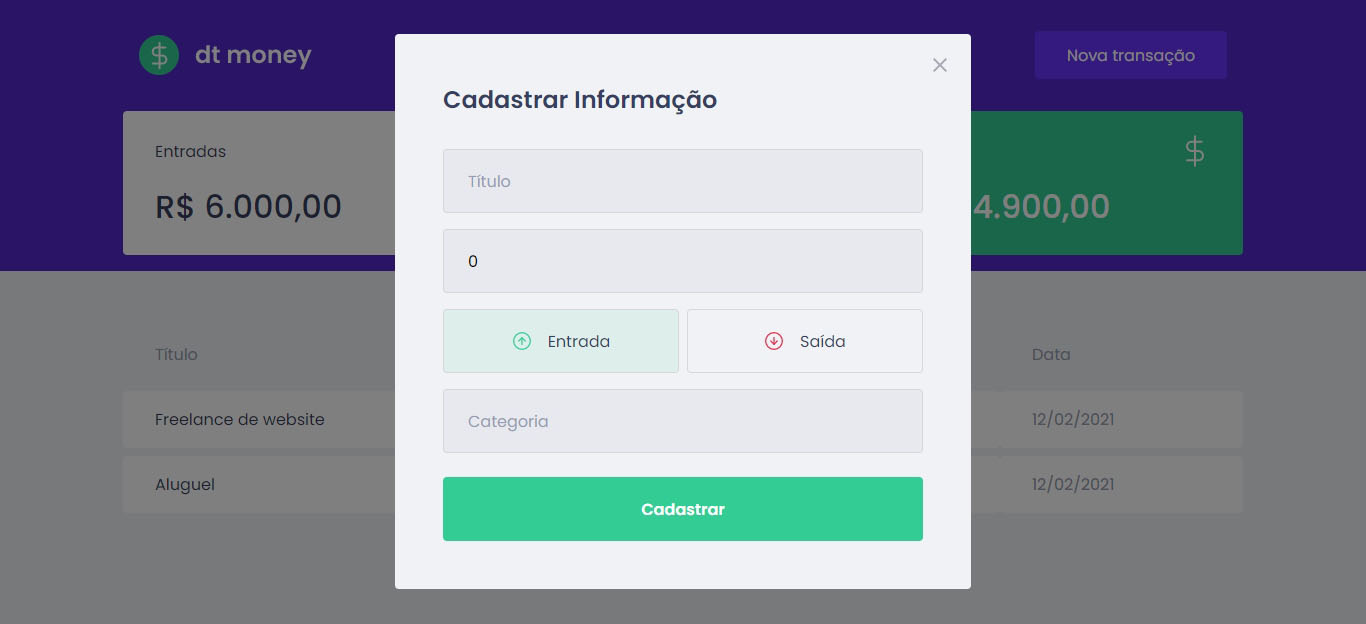 dt money
Nova transação
Cadastrar Informação
Entradas
R$ 6.000,00
4.900,00
Título
0
Entrada
Saída
Categoria
Cadastrar
Título
Data
Freelance de website
12/02/2021
Aluguel
12/02/2021